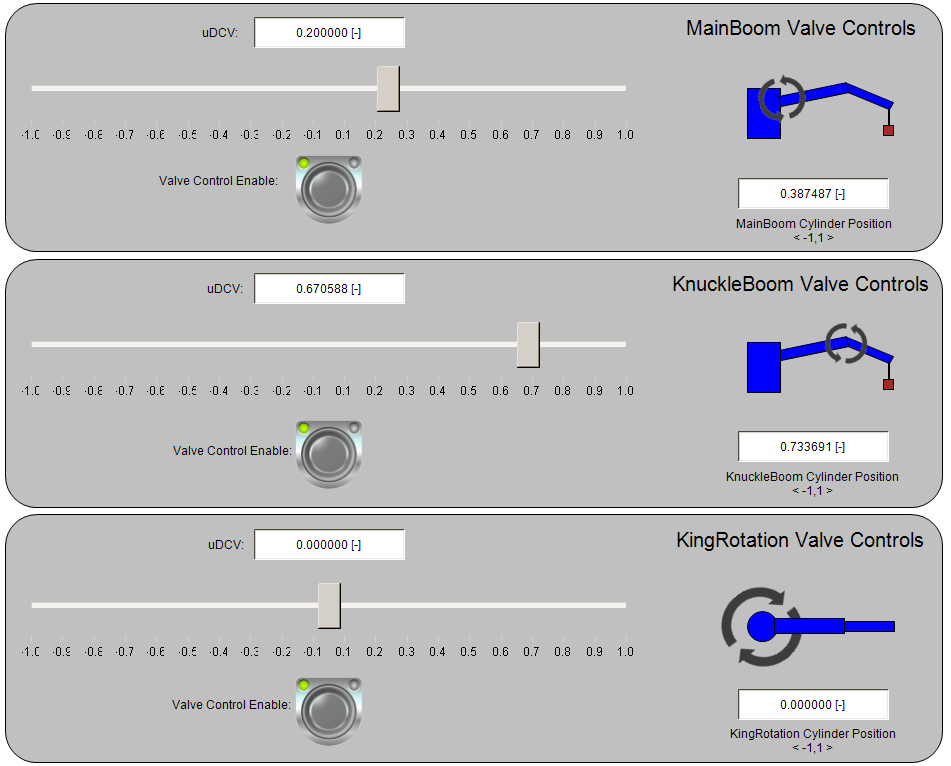 MainBoom Valve Controls
uDCV: 0.200000 [-]
-1.0 -0.9 -0.8 -0.7 -0.6 -0.5 -0.4 -0.3 -0.2 -0.1 0.1 0.2 0.3 0.4 0.5 0.6 0.7 0.8 0.9 1.0
Valve Control Enable:
0.387487 [-]
MainBoom Cylinder Position
< -1,1 >
KnuckleBoom Valve Controls
uDCV: 0.670588 [-]
-1.0 -0.9 -0.8 -0.7 -0.6 -0.5 -0.4 -0.3 -0.2 -0.1 0.1 0.2 0.3 0.4 0.5 0.6 0.7 0.8 0.9 1.0
Valve Control Enable:
0.733691 [-]
KnuckleBoom Cylinder Position
< -1,1 >
KingRotation Valve Controls
uDCV: 0.000000 [-]
-1.0 -0.9 -0.8 -0.7 -0.6 -0.5 -0.4 -0.3 -0.2 -0.1 0.1 0.2 0.3 0.4 0.5 0.6 0.7 0.8 0.9 1.0
Valve Control Enable:
0.000000 [-]
KingRotation Cylinder Position
< -1,1 >